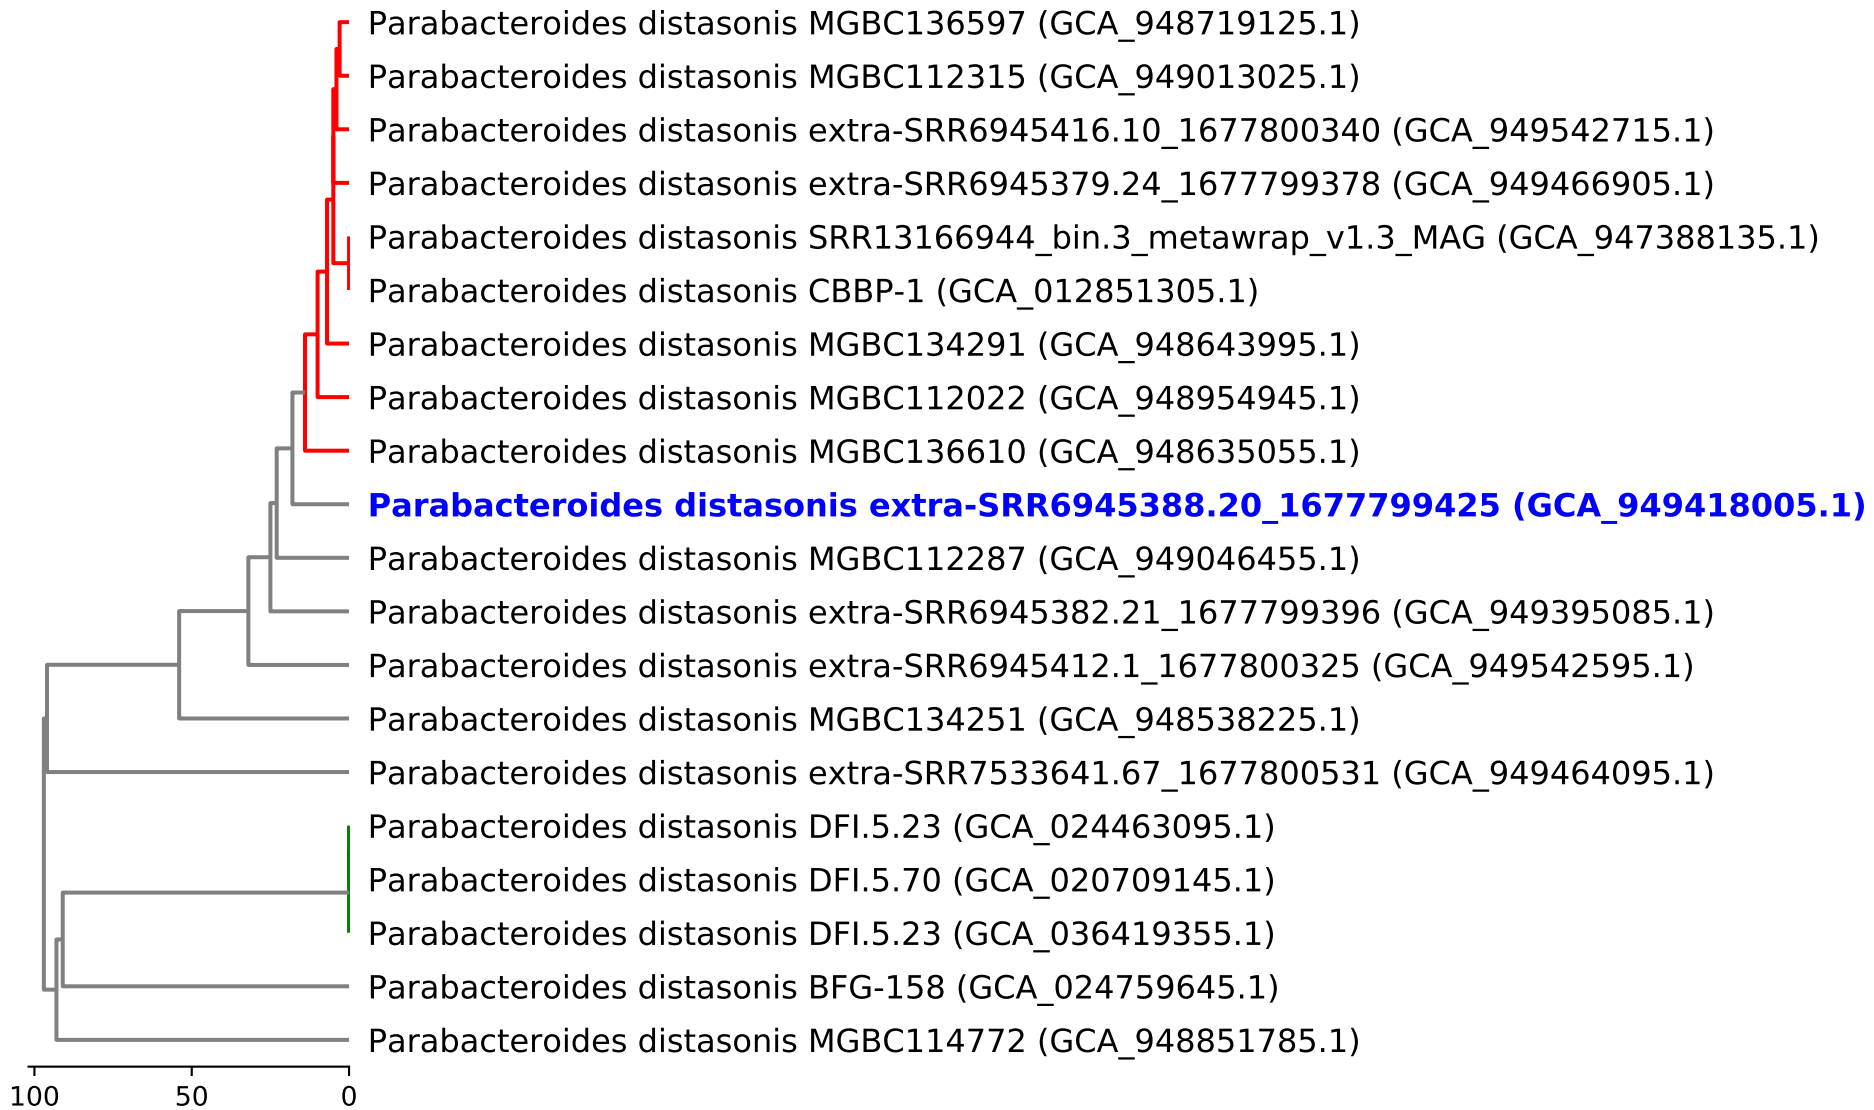 Parabacteroides distasonis MGBC136597 (GCA_948719125.1)
Parabacteroides distasonis MGBC112315 (GCA_949013025.1)
Parabacteroides distasonis extra-SRR6945416.10_1677800340 (GCA_949542715.1)
Parabacteroides distasonis extra-SRR6945379.24_1677799378 (GCA_949466905.1)
Parabacteroides distasonis SRR13166944_bin.3_metawrap_v1.3_MAG (GCA_947388135.1)
Parabacteroides distasonis CBBP-1 (GCA_012851305.1)
Parabacteroides distasonis MGBC134291 (GCA_948643995.1)
Parabacteroides distasonis MGBC112022 (GCA_948954945.1)
Parabacteroides distasonis MGBC136610 (GCA_948635055.1)
Parabacteroides distasonis extra-SRR6945388.20_1677799425 (GCA_949418005.1)
Parabacteroides distasonis MGBC112287 (GCA_949046455.1)
Parabacteroides distasonis extra-SRR6945382.21_1677799396 (GCA_949395085.1)
Parabacteroides distasonis extra-SRR6945412.1_1677800325 (GCA_949542595.1)
Parabacteroides distasonis MGBC134251 (GCA_948538225.1)
Parabacteroides distasonis extra-SRR7533641.67_1677800531 (GCA_949464095.1)
Parabacteroides distasonis DFI.5.23 (GCA_024463095.1)
Parabacteroides distasonis DFI.5.70 (GCA_020709145.1)
Parabacteroides distasonis DFI.5.23 (GCA_036419355.1)
Parabacteroides distasonis BFG-158 (GCA_024759645.1)
Parabacteroides distasonis MGBC114772 (GCA_948851785.1)
100 50 0